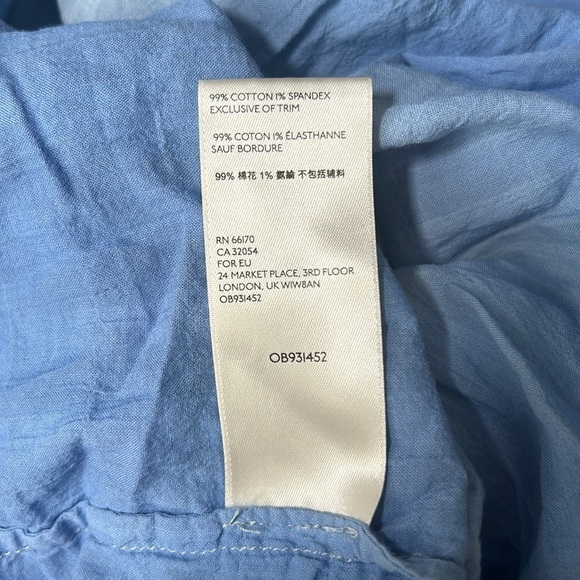 99% COTTON 1% SPANDEX
EXCLUSIVE OF TRIM
99% COTON 1% ÉLASTHANNE
SAUF BORDURE
99% 棉花 1% 氨綸 不包括辅料
RN 66170
CA 32054
FOR EU
24 MARKET PLACE, 3RD FLOOR
LONDON, UK W1W8AN
OB931452
OB931452